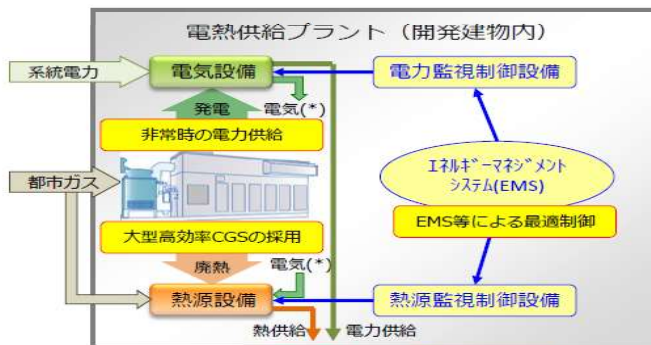 電熱供給プラント（開発建物内）
系統電力
電気設備
電力監視制御設備
発電
電気(*)
非常時の電力供給
都市ガス
ｴﾈﾙｷﾞｰﾏﾈｼﾞﾒﾝﾄ
システム(EMS)
EMS等による最適制御
大型高効率CGSの採用
廃熱
電気(*)
熱源設備
熱源監視制御設備
熱供給
電力供給